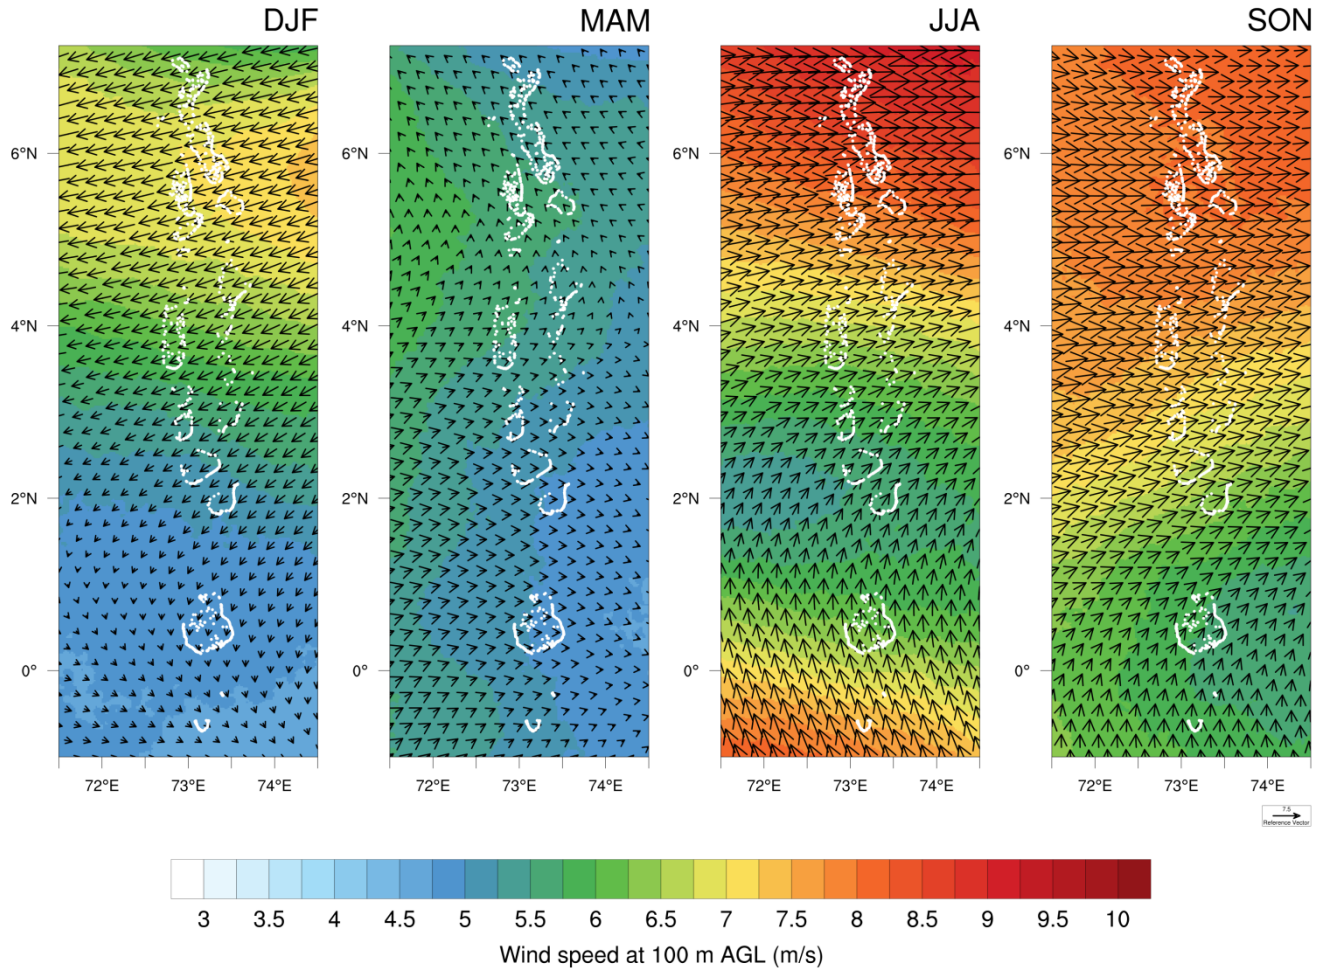 DJF MAM JJA SON
6°N 6°N 6°N 6°N
4°N 4°N 4°N 4°N
2°N 2°N 2°N 2°N
0° 0° 0° 0°
72°E 73°E 74°E 72°E 73°E 74°E 72°E 73°E 74°E 72°E 73°E 74°E
7.5
Reference Vector
3 3.5 4 4.5 5 5.5 6 6.5 7 7.5 8 8.5 9 9.5 10
Wind speed at 100 m AGL (m/s)